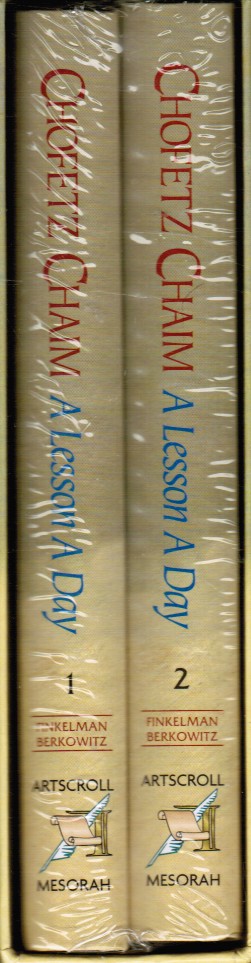 CHOFETZ CHAIM A Lesson A Day
1
FINKELMAN
BERKOWITZ
ARTSCROLL
MESORAH
CHOFETZ CHAIM A Lesson A Day
2
FINKELMAN
BERKOWITZ
ARTSCROLL
MESORAH